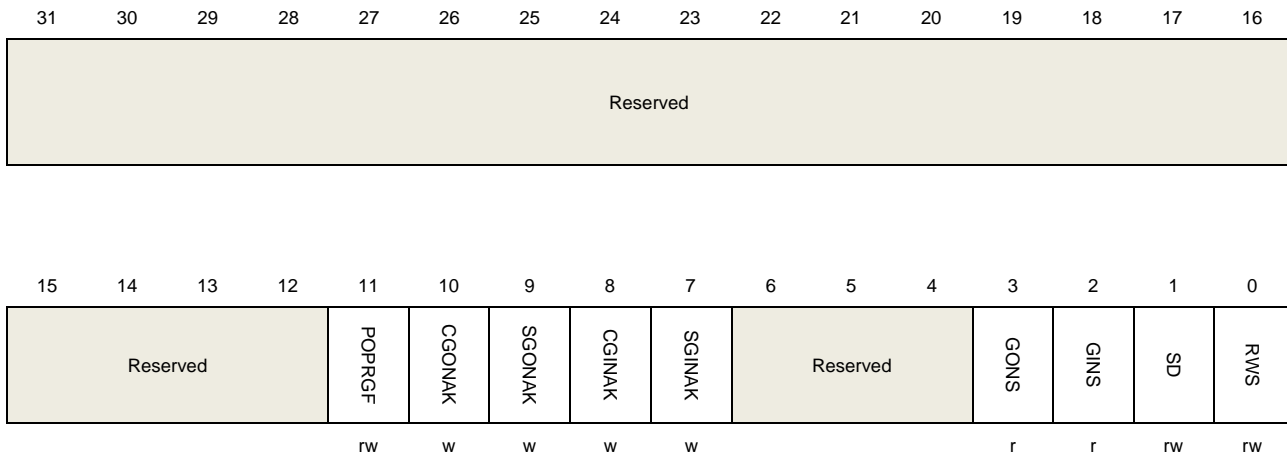 31 30 29 28 27 26 25 24 23 22 21 20 19 18 17 16
Reserved
15 14 13 12 11 10 9 8 7 6 5 4 3 2 1 0
Reserved POPRGF CGONAK SGONAK CGINAK SGINAK Reserved GONS GINS SD RWS
rw w w w w r r rw rw